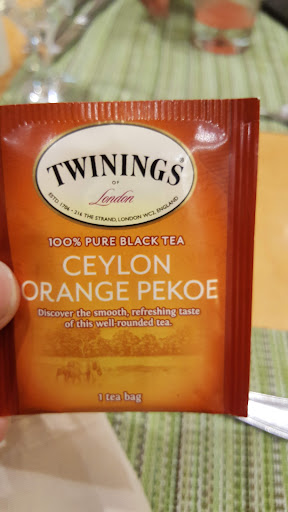 TWININGS
OF
London
ESTD. 1706 - 216 THE STRAND, LONDON WC2, ENGLAND
100% PURE BLACK TEA
CEYLON
ORANGE PEKOE
Discover the smooth, refreshing taste
of this well-rounded tea.
1 tea bag